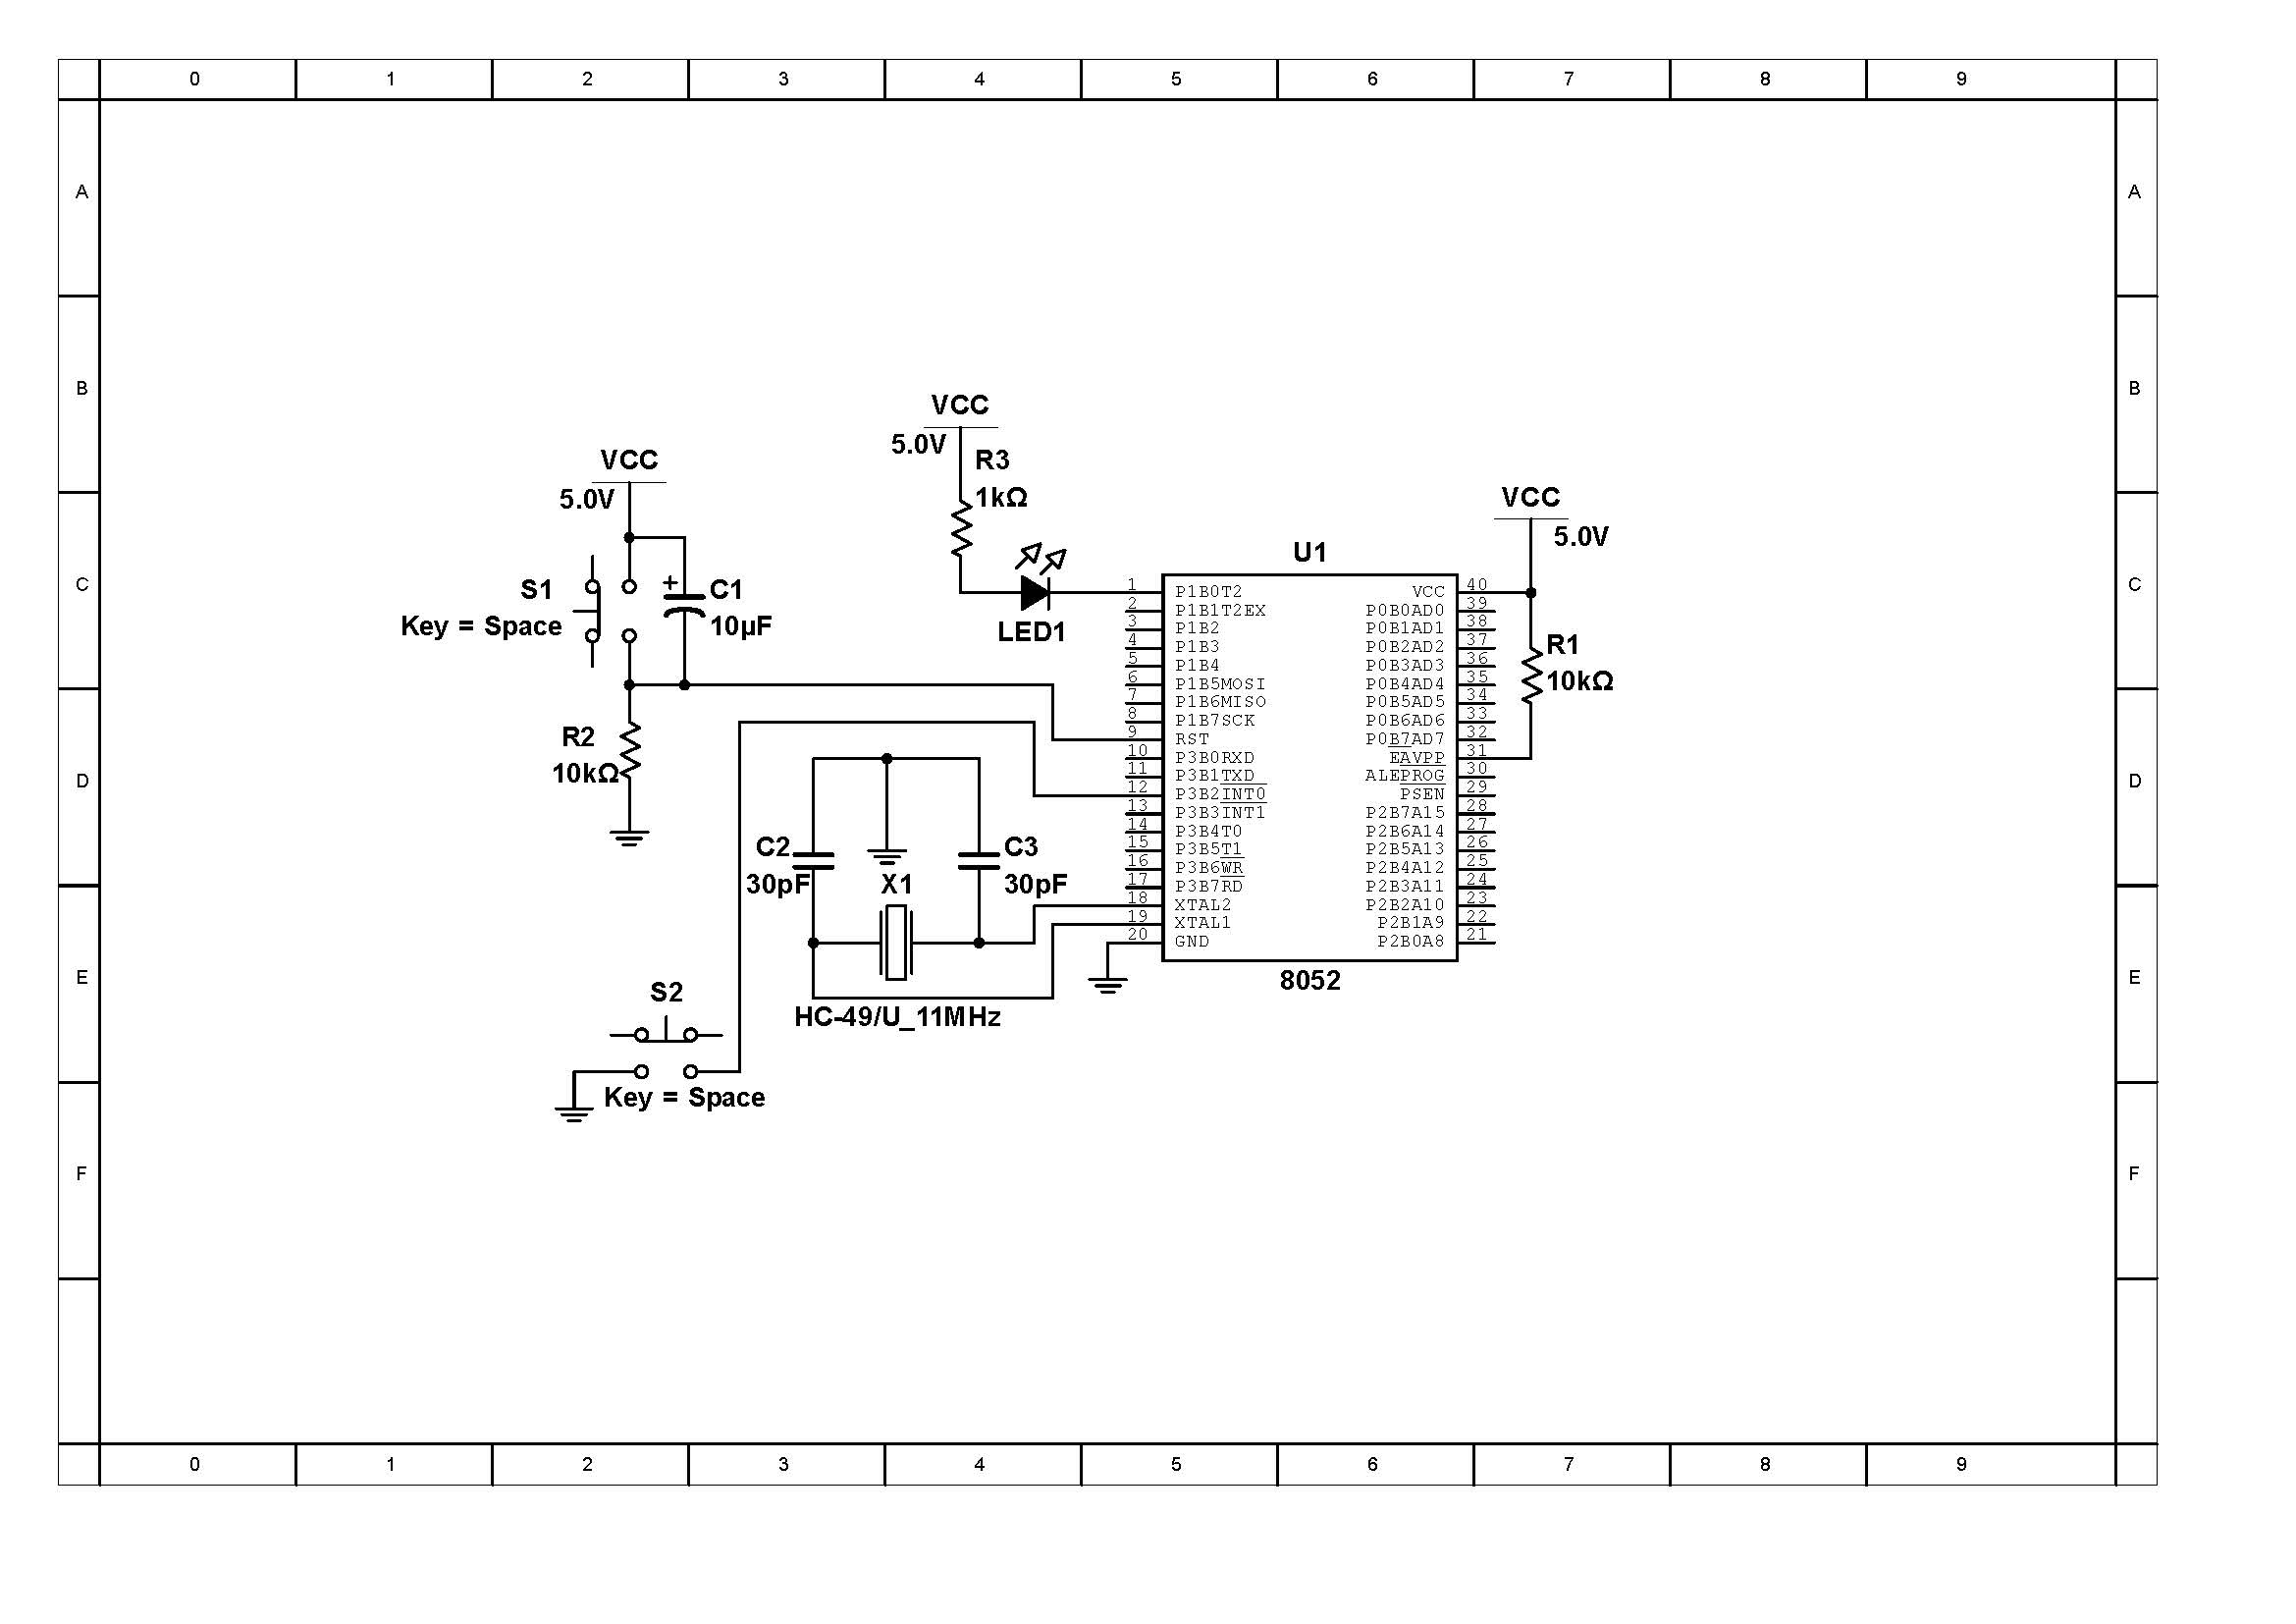 0 1 2 3 4 5 6 7 8 9
A A
B B
VCC
5.0V
R3
1kΩ
VCC
5.0V
VCC
5.0V
C C
S1
Key = Space
C1
10µF
LED1
U1
1 P1B0T2 VCC 40
2 P1B1T2EX P0B0AD0 39
3 P1B2 P0B1AD1 38
4 P1B3 P0B2AD2 37
5 P1B4 P0B3AD3 36
6 P1B5MOSI P0B4AD4 35
7 P1B6MISO P0B5AD5 34
8 P1B7SCK P0B6AD6 33
9 RST P0B7AD7 32
10 P3B0RXD EAVPP 31
11 P3B1TXD ALEPROG 30
12 P3B2INT0 PSEN 29
13 P3B3INT1 P2B7A15 28
14 P3B4T0 P2B6A14 27
15 P3B5T1 P2B5A13 26
16 P3B6WR P2B4A12 25
17 P3B7RD P2B3A11 24
18 XTAL2 P2B2A10 23
19 XTAL1 P2B1A9 22
20 GND P2B0A8 21
8052
R1
10kΩ
R2
10kΩ
D D
C2
30pF
X1
C3
30pF
HC-49/U_11MHz
E E
S2
Key = Space
F F
0 1 2 3 4 5 6 7 8 9